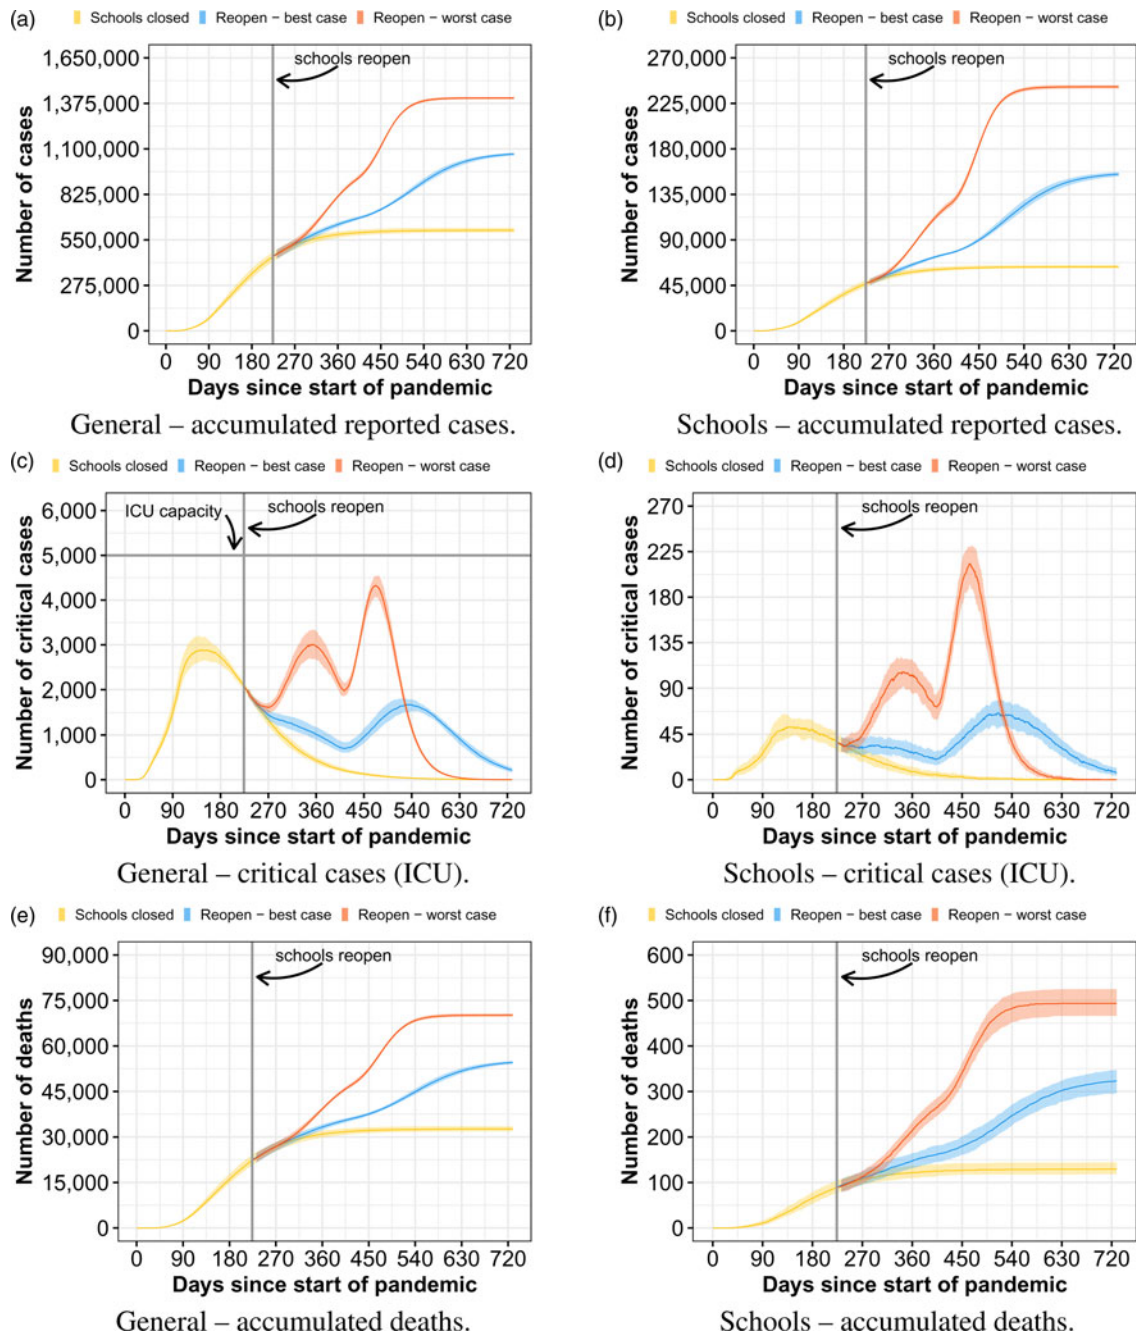 (a) Schools closed Reopen – best case Reopen – worst case
schools reopen
1,650,000
1,375,000
1,100,000
825,000
550,000
275,000
0
Number of cases
0 90 180 270 360 450 540 630 720
Days since start of pandemic
General – accumulated reported cases.
(b) Schools closed Reopen – best case Reopen – worst case
schools reopen
270,000
225,000
180,000
135,000
90,000
45,000
0
Number of cases
0 90 180 270 360 450 540 630 720
Days since start of pandemic
Schools – accumulated reported cases.
(c) Schools closed Reopen – best case Reopen – worst case
ICU capacity
schools reopen
6,000
5,000
4,000
3,000
2,000
1,000
0
Number of critical cases
0 90 180 270 360 450 540 630 720
Days since start of pandemic
General – critical cases (ICU).
(d) Schools closed Reopen – best case Reopen – worst case
schools reopen
270
225
180
135
90
45
0
Number of critical cases
0 90 180 270 360 450 540 630 720
Days since start of pandemic
Schools – critical cases (ICU).
(e) Schools closed Reopen – best case Reopen – worst case
schools reopen
90,000
75,000
60,000
45,000
30,000
15,000
0
Number of deaths
0 90 180 270 360 450 540 630 720
Days since start of pandemic
General – accumulated deaths.
(f) Schools closed Reopen – best case Reopen – worst case
schools reopen
600
500
400
300
200
100
0
Number of deaths
0 90 180 270 360 450 540 630 720
Days since start of pandemic
Schools – accumulated deaths.